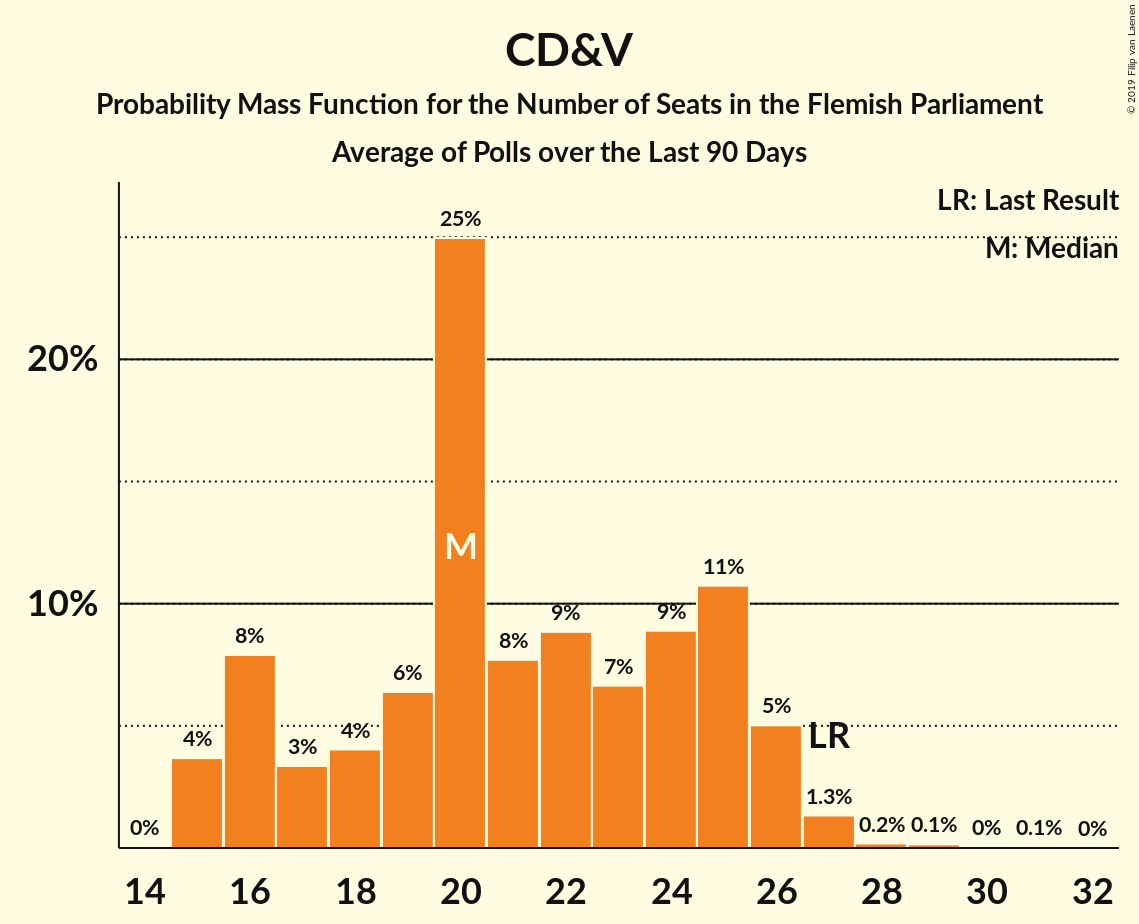 CD&V
Probability Mass Function for the Number of Seats in the Flemish Parliament
Average of Polls over the Last 90 Days
© 2019 Filip van Laenen
LR: Last Result
M: Median
20%
10%
0%
4%
8%
3%
4%
6%
25%
M
8%
9%
7%
9%
11%
5%
LR
1.3%
0.2%
0.1%
0%
0.1%
0%
14 16 18 20 22 24 26 28 30 32